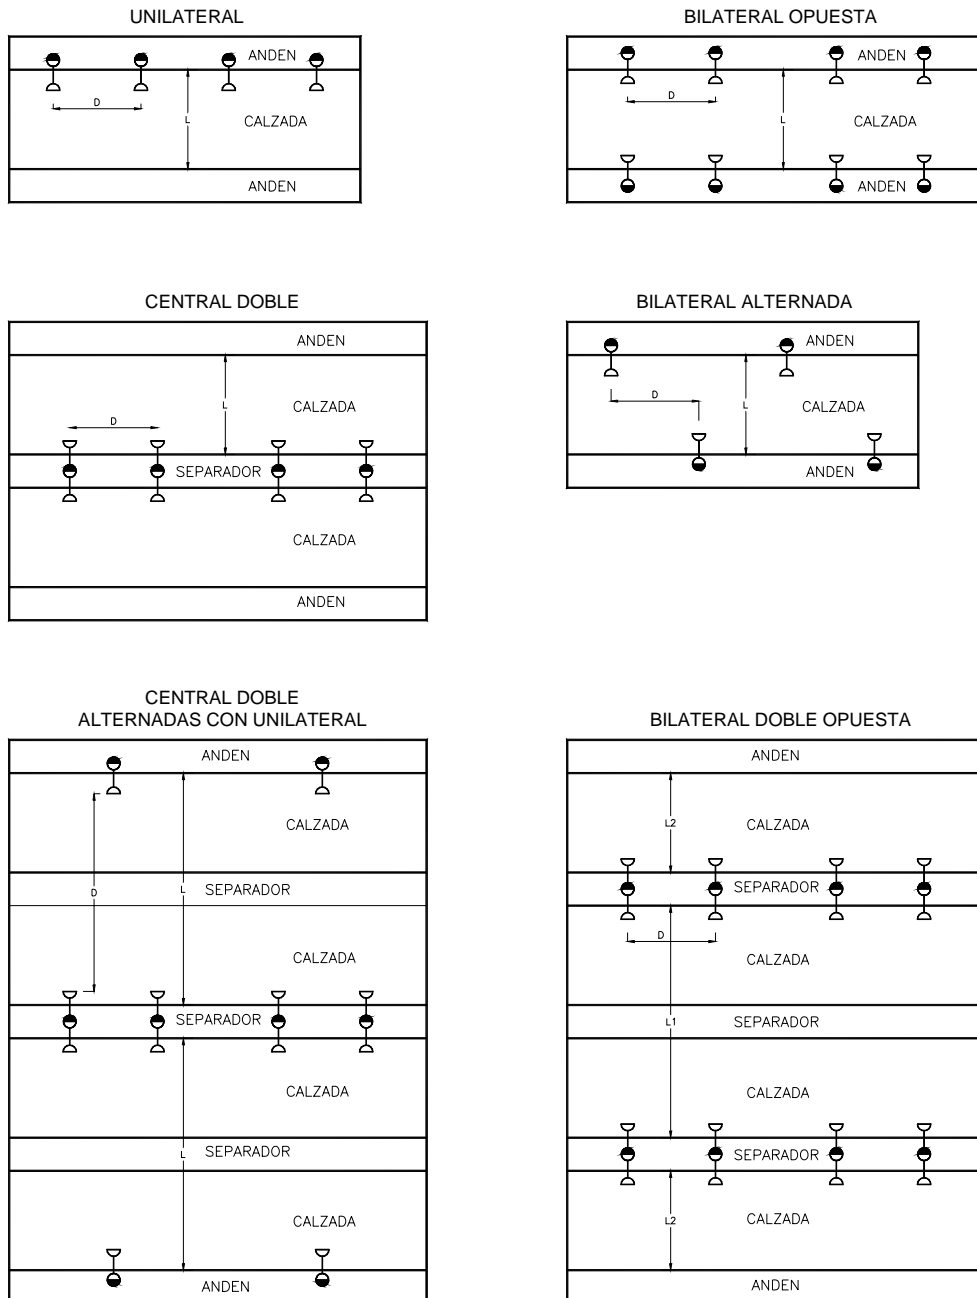 UNILATERAL
ANDEN
D
L
CALZADA
ANDEN
BILATERAL OPUESTA
ANDEN
D
L
CALZADA
ANDEN
CENTRAL DOBLE
ANDEN
L
CALZADA
D
SEPARADOR
CALZADA
ANDEN
BILATERAL ALTERNADA
ANDEN
D
L
CALZADA
ANDEN
CENTRAL DOBLE
ALTERNADAS CON UNILATERAL
ANDEN
CALZADA
D
L
SEPARADOR
CALZADA
SEPARADOR
CALZADA
L
SEPARADOR
CALZADA
ANDEN
BILATERAL DOBLE OPUESTA
ANDEN
L2
CALZADA
SEPARADOR
D
CALZADA
L1
SEPARADOR
CALZADA
SEPARADOR
L2
CALZADA
ANDEN